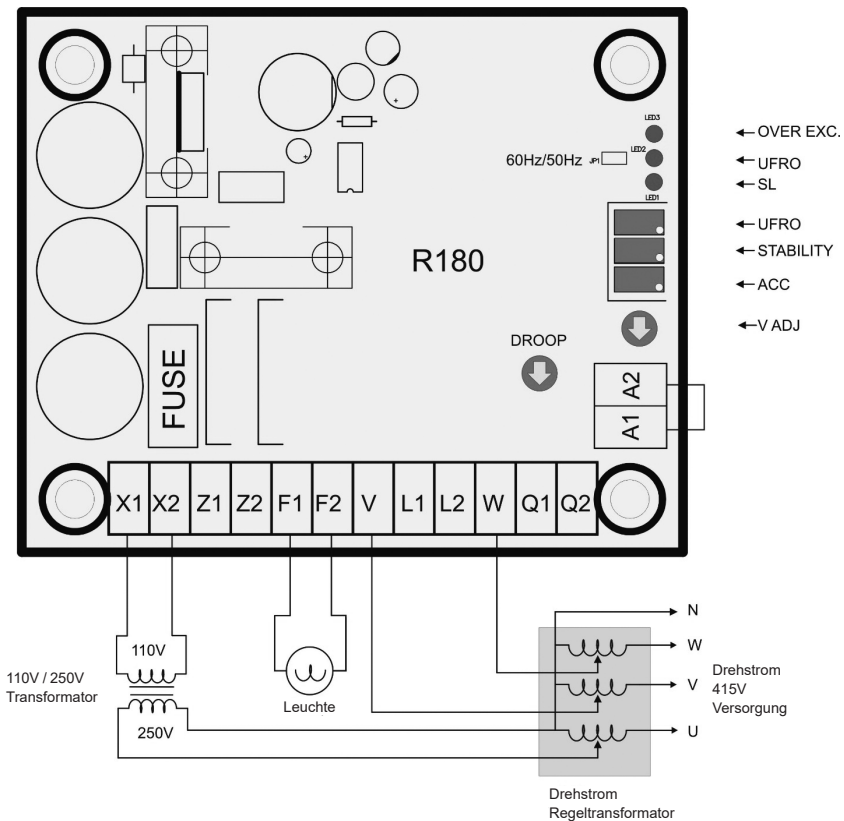 LED3
← OVER EXC.
60Hz/50Hz JP1 LED2
← UFRO
← SL
LED1
← UFRO
← STABILITY
← ACC
R180
← V ADJ
DROOP
FUSE
A2
A1
X1 X2 Z1 Z2 F1 F2 V L1 L2 W Q1 Q2
N
W
110V
110V / 250V
Transformator
Leuchte
250V
V
U
Drehstrom
415V
Versorgung
Drehstrom
Regeltransformator